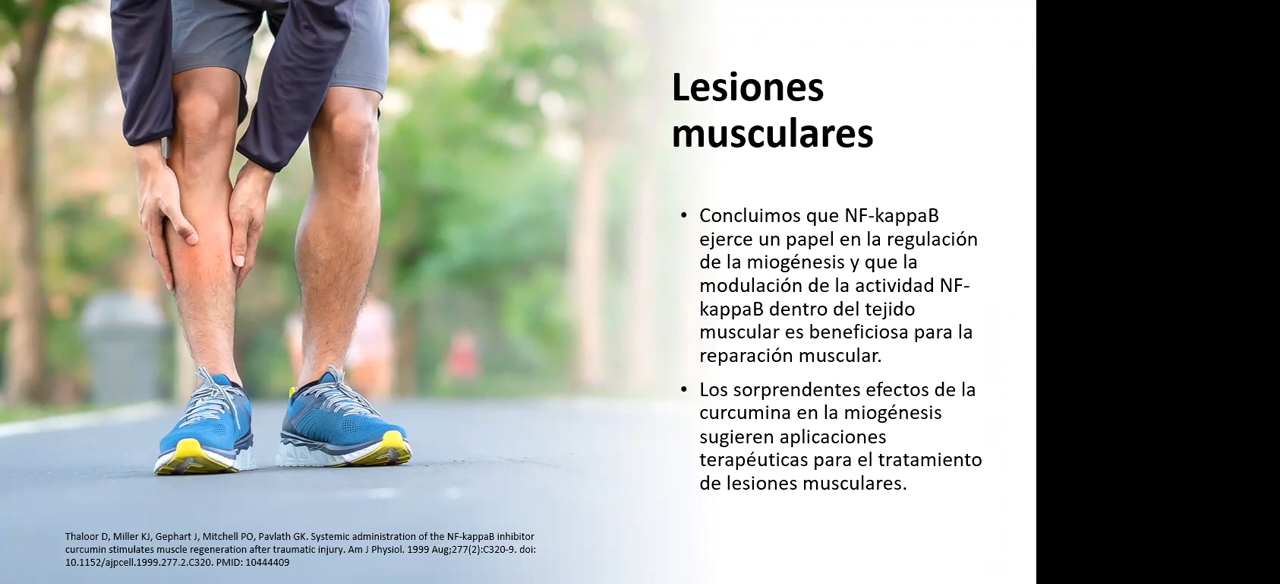 Lesiones
musculares
• Concluimos que NF-kappaB
ejerce un papel en la regulación
de la miogénesis y que la
modulación de la actividad NF-
kappaB dentro del tejido
muscular es beneficiosa para la
reparación muscular.
• Los sorprendentes efectos de la
curcumina en la miogénesis
sugieren aplicaciones
terapéuticas para el tratamiento
de lesiones musculares.
Thaloor D, Miller KJ, Gephart J, Mitchell PO, Pavlath GK. Systemic administration of the NF-kappaB inhibitor
curcumin stimulates muscle regeneration after traumatic injury. Am J Physiol. 1999 Aug;277(2):C320-9. doi:
10.1152/ajpcell.1999.277.2.C320. PMID: 10444409